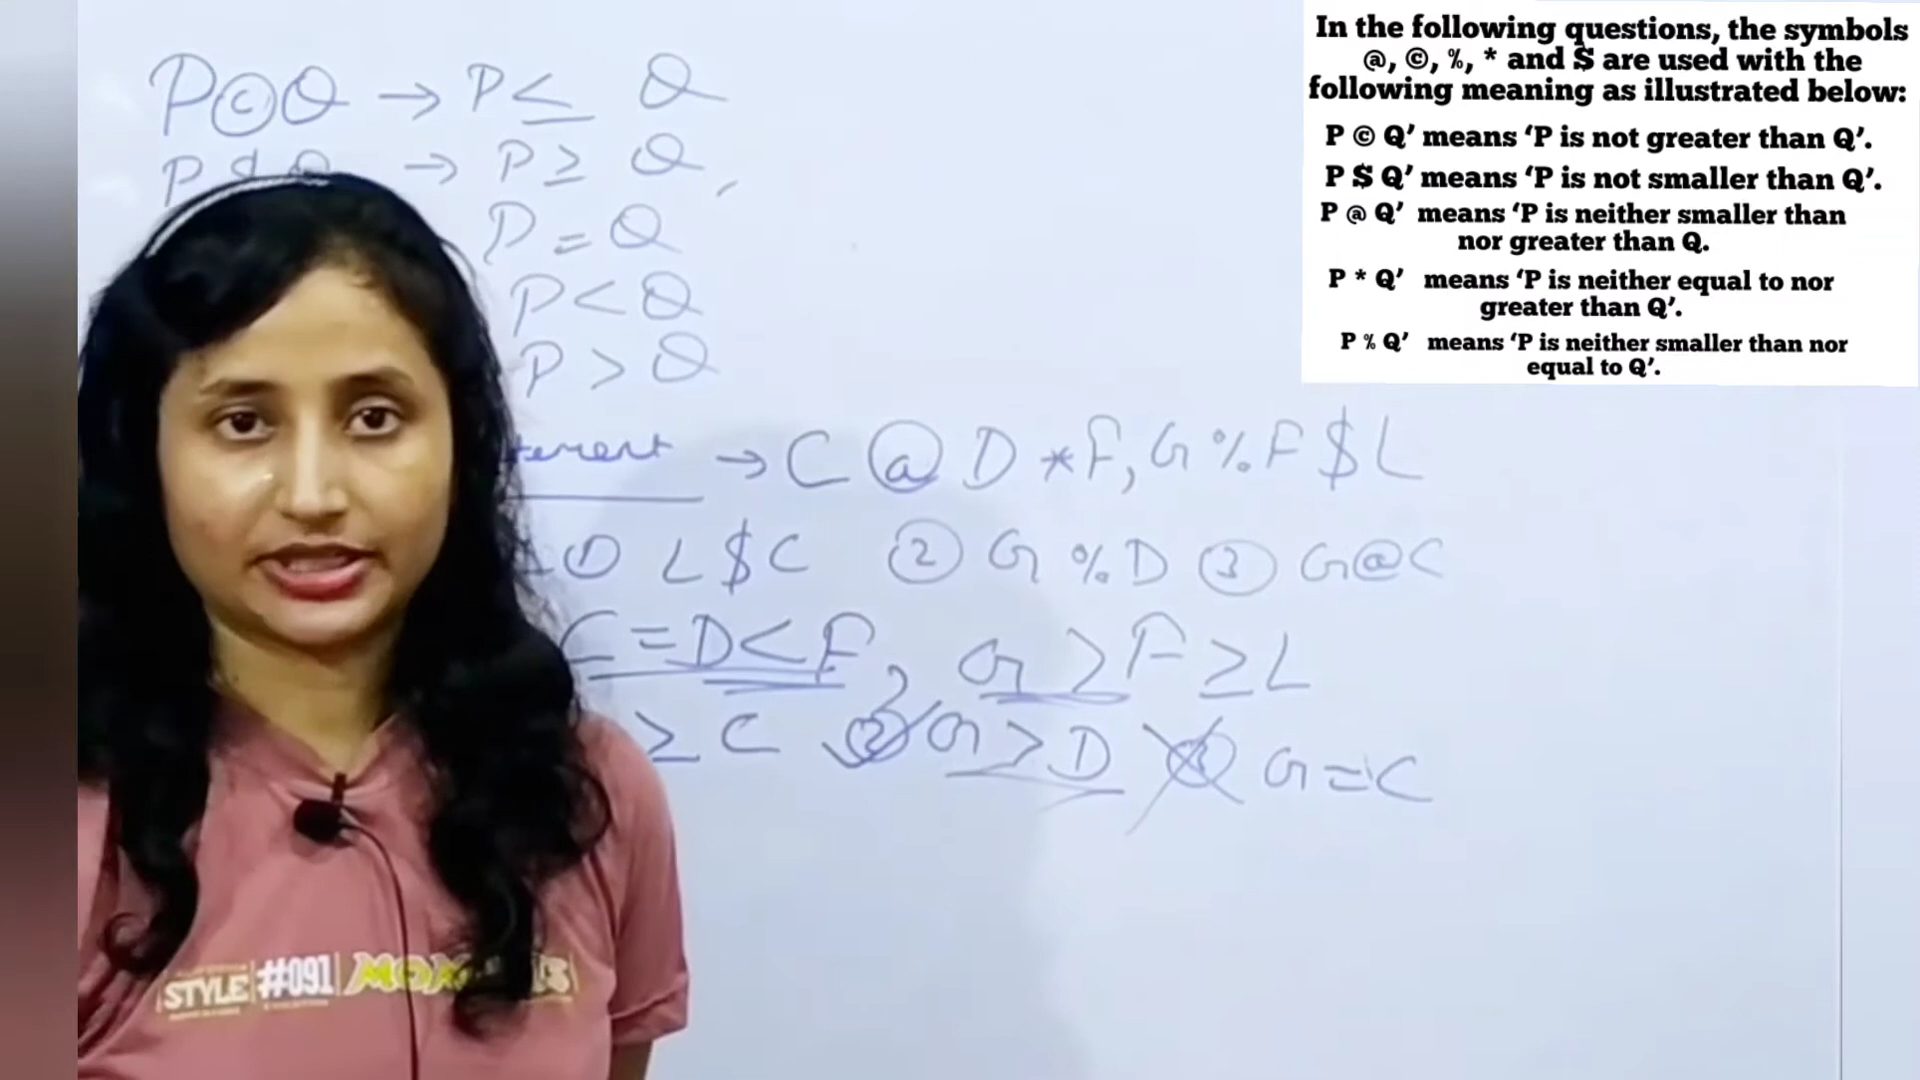 In the following questions, the symbols
@, ©, %, * and $ are used with the
following meaning as illustrated below:
P © Q’ means ‘P is not greater than Q’.
P $ Q’ means ‘P is not smaller than Q’.
P @ Q’ means ‘P is neither smaller than
nor greater than Q.
P * Q’ means ‘P is neither equal to nor
greater than Q’.
P % Q’ means ‘P is neither smaller than nor
equal to Q’.
P © Q → P ≤ Q
P $ Q → P ≥ Q,
P = Q
P < Q
P > Q
→ C @ D * F, G % F $ L
① L $ C ② G % D ③ G @ C
C = D < F, G > F ≥ L
≥ C ② G > D ③ G = C
STYLE #091